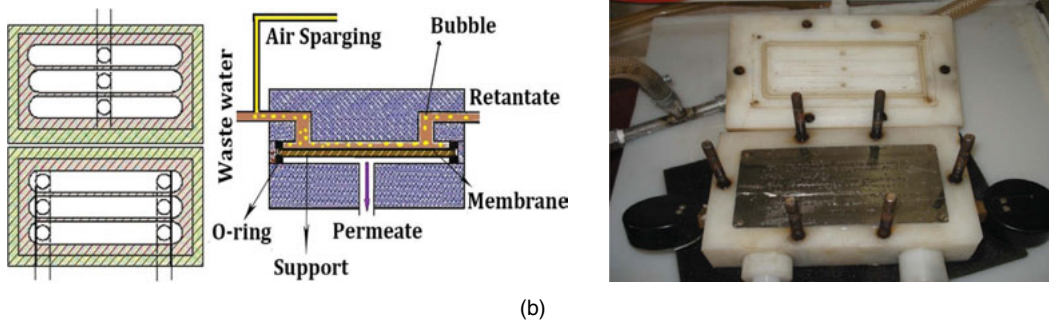 Air Sparging
Bubble
Waste water
Retantate
Membrane
O-ring
Permeate
Support
(b)